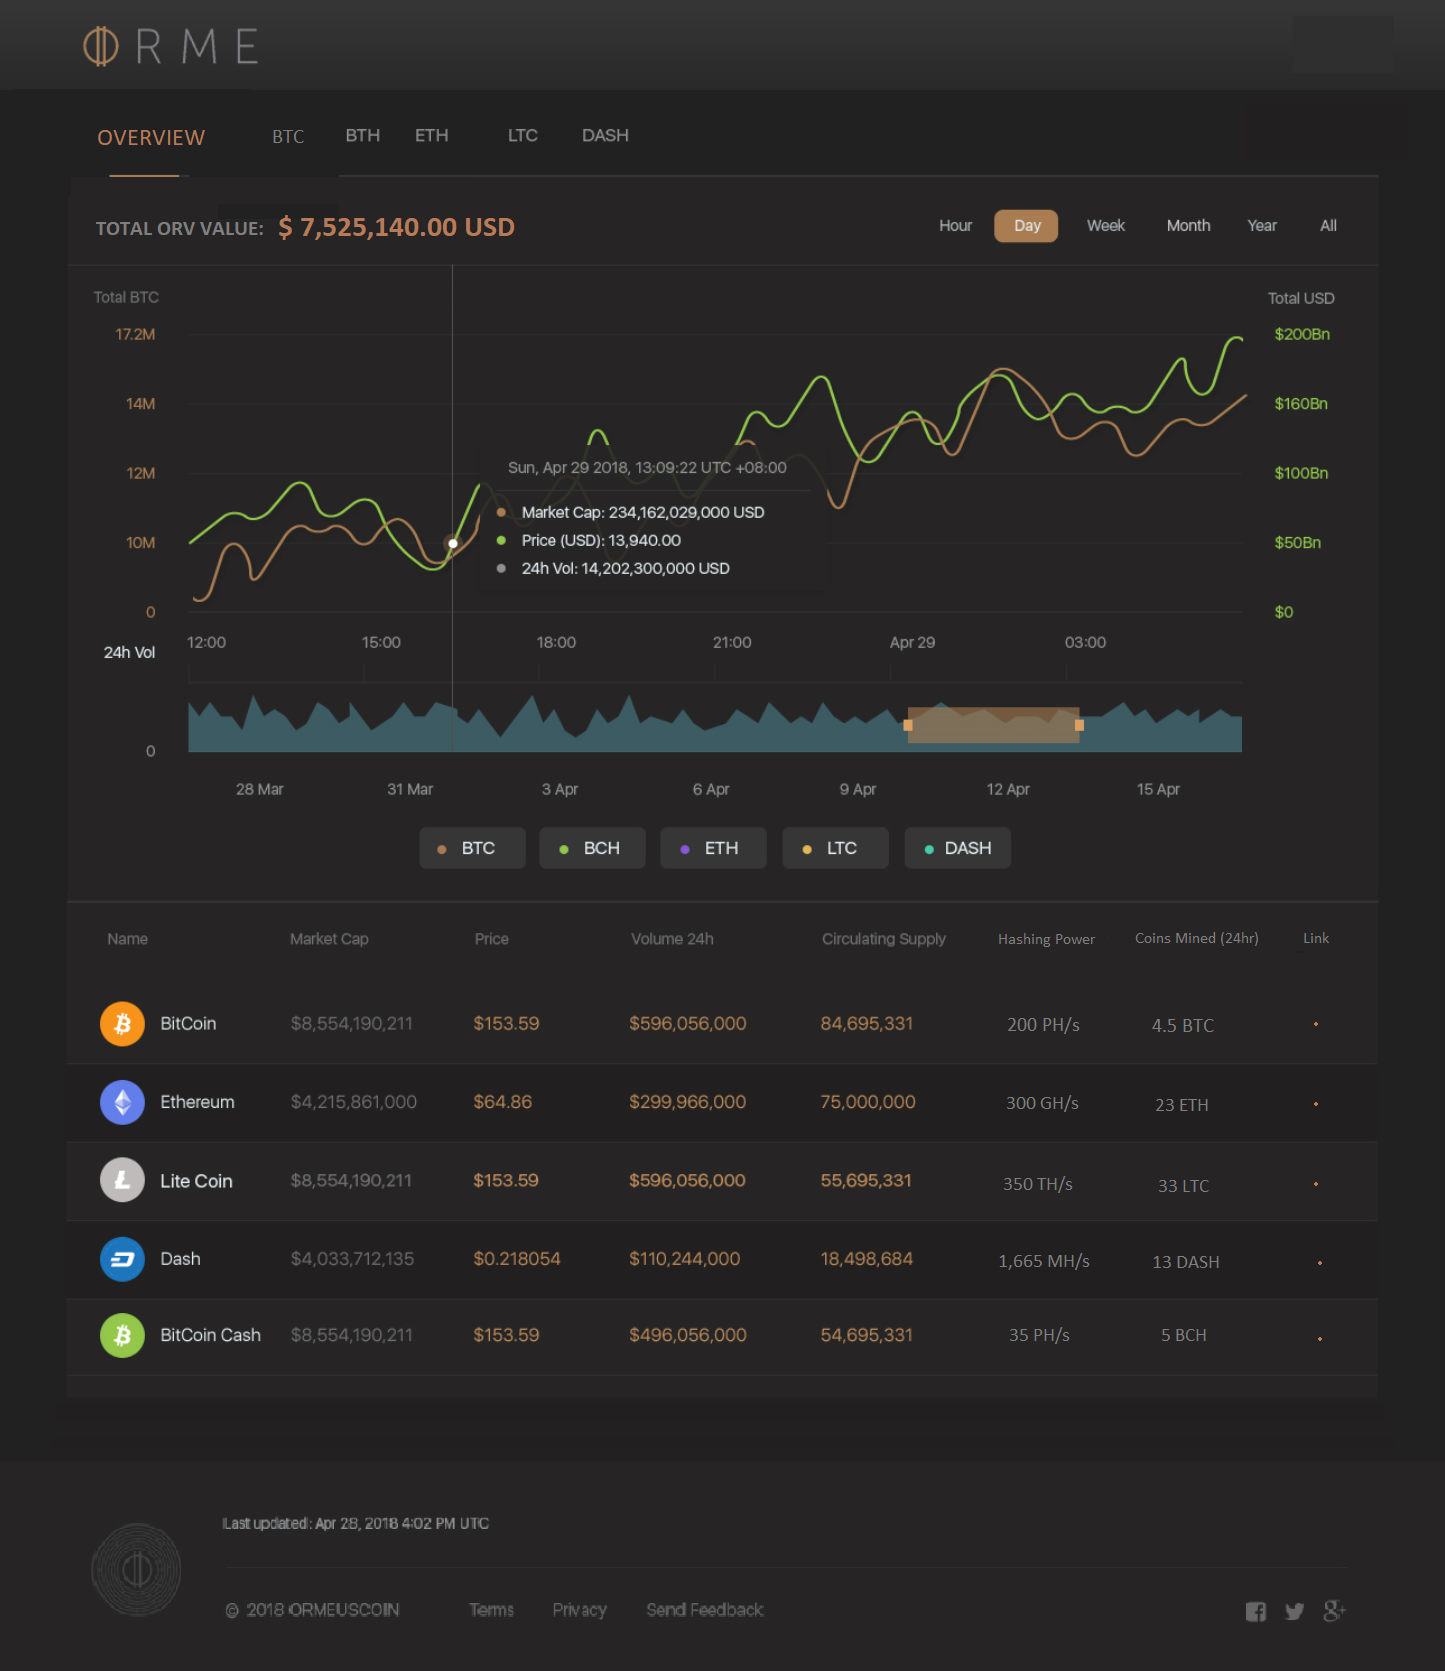 ORME
OVERVIEW BTC BTH ETH LTC DASH
TOTAL ORV VALUE: $ 7,525,140.00 USD Hour Day Week Month Year All
Total BTC Total USD
17.2M $200Bn
14M $160Bn
12M $100Bn
10M $50Bn
0 $0
Sun, Apr 29 2018, 13:09:22 UTC +08:00
Market Cap: 234,162,029,000 USD
Price (USD): 13,940.00
24h Vol: 14,202,300,000 USD
12:00 15:00 18:00 21:00 Apr 29 03:00
24h Vol
0
28 Mar 31 Mar 3 Apr 6 Apr 9 Apr 12 Apr 15 Apr
BTC BCH ETH LTC DASH
Name Market Cap Price Volume 24h Circulating Supply Hashing Power Coins Mined (24hr) Link
BitCoin $8,554,190,211 $153.59 $596,056,000 84,695,331 200 PH/s 4.5 BTC
Ethereum $4,215,861,000 $64.86 $299,966,000 75,000,000 300 GH/s 23 ETH
Lite Coin $8,554,190,211 $153.59 $596,056,000 55,695,331 350 TH/s 33 LTC
Dash $4,033,712,135 $0.218054 $110,244,000 18,498,684 1,665 MH/s 13 DASH
BitCoin Cash $8,554,190,211 $153.59 $496,056,000 54,695,331 35 PH/s 5 BCH
Last updated: Apr 28, 2018 4:02 PM UTC
© 2018 ORMEUSCOIN Terms Privacy Send Feedback